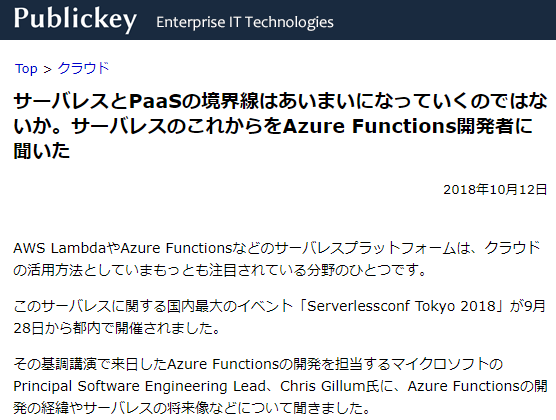 Publickey Enterprise IT Technologies
Top > クラウド
サーバレスとPaaSの境界線はあいまいになっていくのではな
いか。サーバレスのこれからをAzure Functions開発者に
聞いた
2018年10月12日
AWS LambdaやAzure Functionsなどのサーバレスプラットフォームは、クラウド
の活用方法としていまもっとも注目されている分野のひとつです。
このサーバレスに関する国内最大のイベント「Serverlessconf Tokyo 2018」が9月
28日から都内で開催されました。
その基調講演で来日したAzure Functionsの開発を担当するマイクロソフトの
Principal Software Engineering Lead、Chris Gillum氏に、Azure Functionsの開
発の経緯やサーバレスの将来像などについて聞きました。